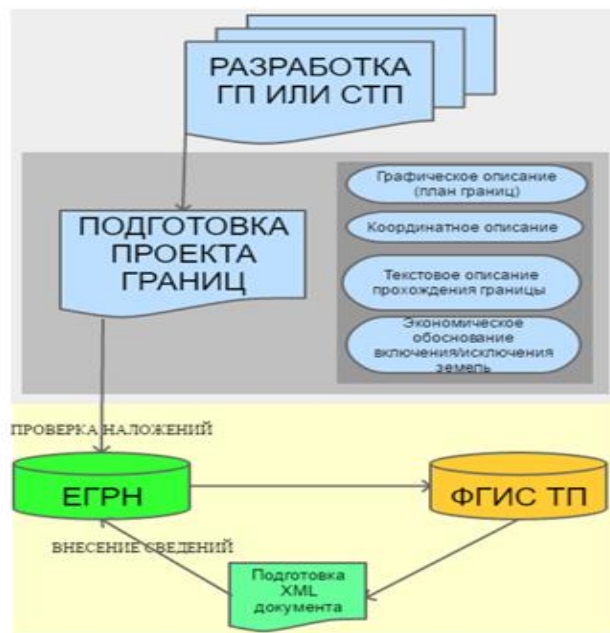 РАЗРАБОТКА
ГП ИЛИ СТП
Графическое описание
(план границ)
ПОДГОТОВКА
ПРОЕКТА
ГРАНИЦ
Координатное описание
Текстовое описание
прохождения границы
Экономическое
обоснование
включения/исключения
земель
ПРОВЕРКА НАЛОЖЕНИЙ
ЕГРН
ФГИС ТП
ВНЕСЕНИЕ СВЕДЕНИЙ
Подготовка
XML
документа